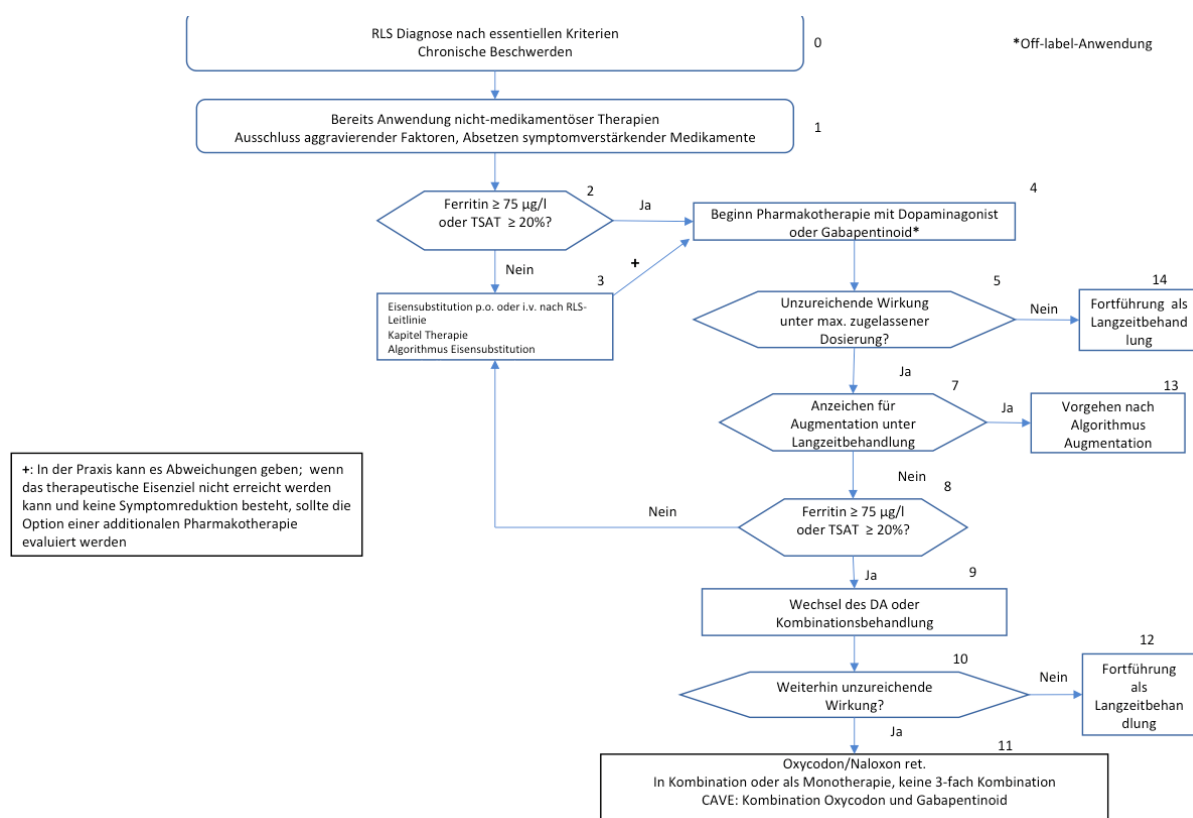 RLS Diagnose nach essentiellen Kriterien
Chronische Beschwerden
0
*Off-label-Anwendung
Bereits Anwendung nicht-medikamentöser Therapien
Ausschluss aggravierender Faktoren, Absetzen symptomverstärkender Medikamente
1
2
Ferritin ≥ 75 µg/l
oder TSAT ≥ 20%?
Ja
Nein
4
Beginn Pharmakotherapie mit Dopaminagonist
oder Gabapentinoid*
+
3
Eisensubstitution p.o. oder i.v. nach RLS-
Leitlinie
Kapitel Therapie
Algorithmus Eisensubstitution
5
Unzureichende Wirkung
unter max. zugelassener
Dosierung?
Nein
Ja
14
Fortführung als
Langzeitbehand
lung
7
Anzeichen für
Augmentation unter
Langzeitbehandlung
Ja
Nein
13
Vorgehen nach
Algorithmus
Augmentation
+: In der Praxis kann es Abweichungen geben; wenn
das therapeutische Eisenziel nicht erreicht werden
kann und keine Symptomreduktion besteht, sollte die
Option einer additionalen Pharmakotherapie
evaluiert werden
8
Ferritin ≥ 75 µg/l
oder TSAT ≥ 20%?
Nein
Ja
9
Wechsel des DA oder
Kombinationsbehandlung
10
Weiterhin unzureichende
Wirkung?
Nein
Ja
12
Fortführung
als
Langzeitbehan
dlung
11
Oxycodon/Naloxon ret.
In Kombination oder als Monotherapie, keine 3-fach Kombination
CAVE: Kombination Oxycodon und Gabapentinoid